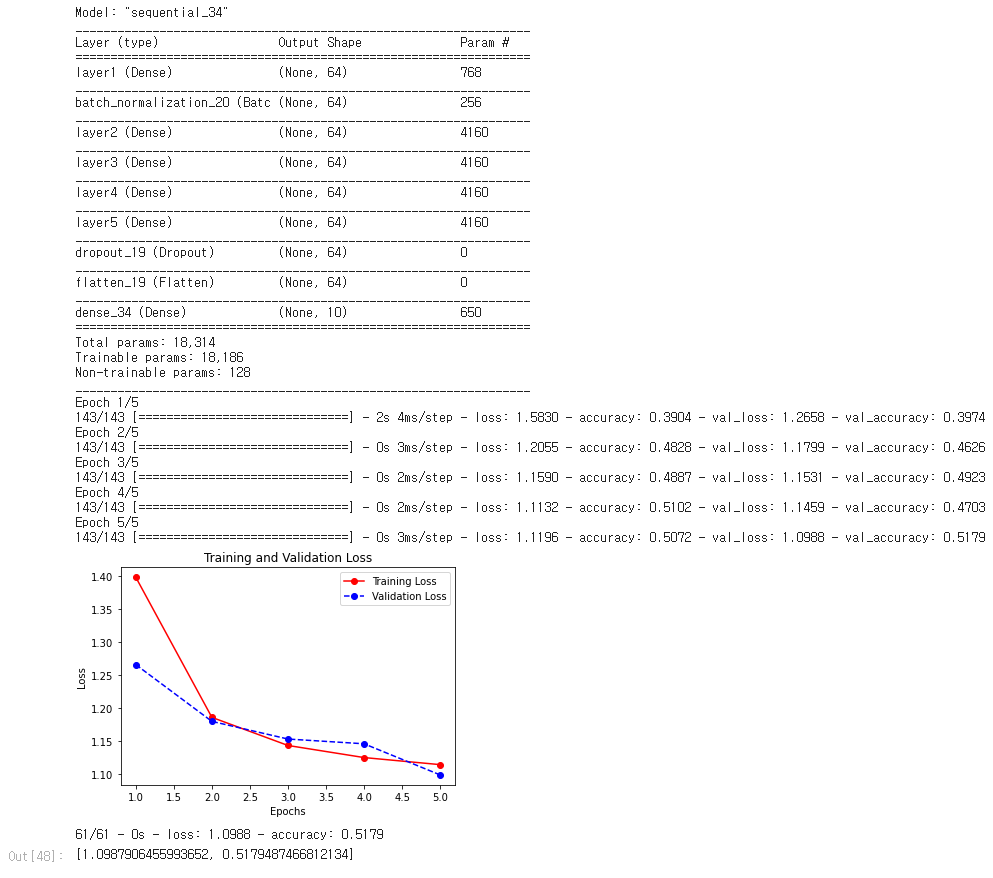 Model: "sequential_34"
_________________________________________________________________
Layer (type)                 Output Shape              Param #
=================================================================
layer1 (Dense)               (None, 64)                768
_________________________________________________________________
batch_normalization_20 (Batc (None, 64)                256
_________________________________________________________________
layer2 (Dense)               (None, 64)                4160
_________________________________________________________________
layer3 (Dense)               (None, 64)                4160
_________________________________________________________________
layer4 (Dense)               (None, 64)                4160
_________________________________________________________________
layer5 (Dense)               (None, 64)                4160
_________________________________________________________________
dropout_19 (Dropout)         (None, 64)                0
_________________________________________________________________
flatten_19 (Flatten)         (None, 64)                0
_________________________________________________________________
dense_34 (Dense)             (None, 10)                650
=================================================================
Total params: 18,314
Trainable params: 18,186
Non-trainable params: 128
_________________________________________________________________
Epoch 1/5
143/143 [==============================] - 2s 4ms/step - loss: 1.5830 - accuracy: 0.3904 - val_loss: 1.2658 - val_accuracy: 0.3974
Epoch 2/5
143/143 [==============================] - 0s 3ms/step - loss: 1.2055 - accuracy: 0.4828 - val_loss: 1.1799 - val_accuracy: 0.4626
Epoch 3/5
143/143 [==============================] - 0s 2ms/step - loss: 1.1590 - accuracy: 0.4887 - val_loss: 1.1531 - val_accuracy: 0.4923
Epoch 4/5
143/143 [==============================] - 0s 2ms/step - loss: 1.1132 - accuracy: 0.5102 - val_loss: 1.1459 - val_accuracy: 0.4703
Epoch 5/5
143/143 [==============================] - 0s 3ms/step - loss: 1.1196 - accuracy: 0.5072 - val_loss: 1.0988 - val_accuracy: 0.5179
Training and Validation Loss
Training Loss
Validation Loss
1.40
1.35
1.30
1.25
1.20
1.15
1.10
Loss
1.0 1.5 2.0 2.5 3.0 3.5 4.0 4.5 5.0
Epochs
61/61 - 0s - loss: 1.0988 - accuracy: 0.5179
Out[48]: [1.0987906455993652, 0.5179487466812134]